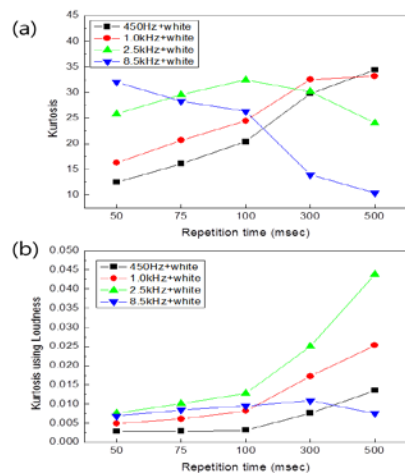 (a)
450Hz+white
1.0kHz+white
2.5kHz+white
8.5kHz+white
Kurtosis
45
40
35
30
25
20
15
10
50
75
100
300
500
Repetition time (msec)
(b)
450Hz+white
1.0kHz+white
2.5kHz+white
8.5kHz+white
Kurtosis using Loudness
0.050
0.045
0.040
0.035
0.030
0.025
0.020
0.015
0.010
0.005
0.000
50
75
100
300
500
Repetition time (msec)